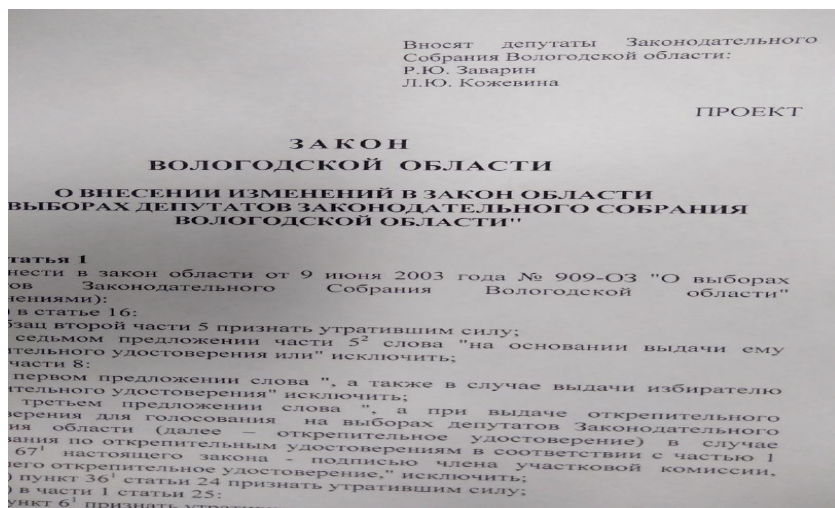 Вносят депутаты Законодательного
Собрания Вологодской области:
Р.Ю. Заварин
Л.Ю. Кожевина
ПРОЕКТ
ЗАКОН
ВОЛОГОДСКОЙ ОБЛАСТИ
О ВНЕСЕНИИ ИЗМЕНЕНИЙ В ЗАКОН ОБЛАСТИ
ВЫБОРАХ ДЕПУТАТОВ ЗАКОНОДАТЕЛЬНОГО СОБРАНИЯ
ВОЛОГОДСКОЙ ОБЛАСТИ"
татья 1
нести в закон области от 9 июня 2003 года № 909-ОЗ "О выборах
ов Законодательного Собрания Вологодской области"
нениями):
) в статье 16:
бзац второй части 5 признать утратившим силу;
седьмом предложении части 5² слова "на основании выдачи ему
ительного удостоверения или" исключить;
части 8:
первом предложении слова ", а также в случае выдачи избирателю
ительного удостоверения" исключить;
третьем предложении слова ", а при выдаче открепительного
верения для голосования на выборах депутатов Законодательного
ия области (далее – открепительное удостоверение) в случае
вания по открепительным удостоверениям в соответствии с частью 1
67¹ настоящего закона - подписью члена участковой комиссии,
его открепительное удостоверение," исключить;
) пункт 36¹ статьи 24 признать утратившим силу;
) в части 1 статьи 25:
ункт 6¹ признать